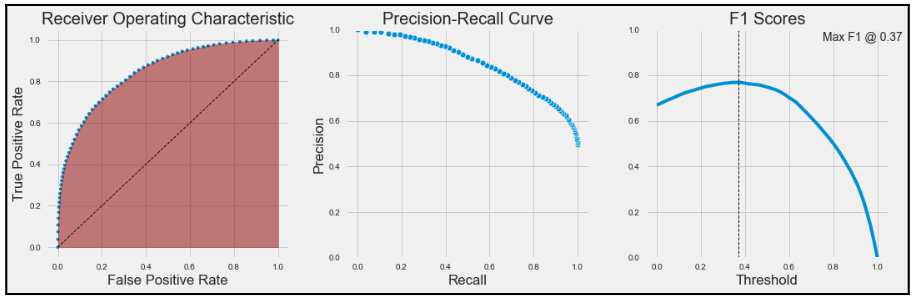 Receiver Operating Characteristic
1.0
0.8
0.6
0.4
0.2
0.0
True Positive Rate
0.0 0.2 0.4 0.6 0.8 1.0
False Positive Rate
Precision-Recall Curve
1.0
0.8
0.6
0.4
0.2
0.0
Precision
0.0 0.2 0.4 0.6 0.8 1.0
Recall
F1 Scores
Max F1 @ 0.37
1.0
0.8
0.6
0.4
0.2
0.0
0.0 0.2 0.4 0.6 0.8 1.0
Threshold